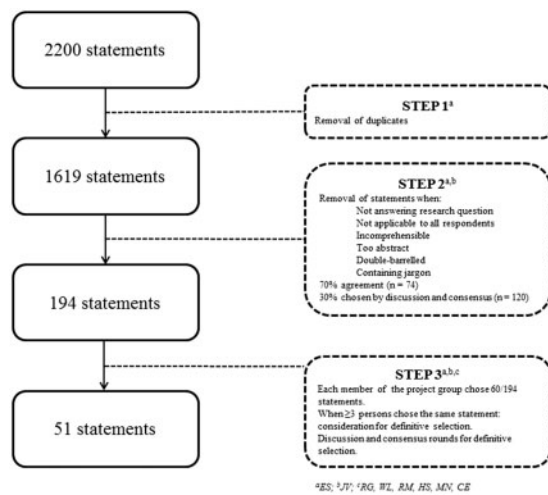 2200 statements
STEP 1a
Removal of duplicates
1619 statements
STEP 2a,b
Removal of statements when:
Not answering research question
Not applicable to all respondents
Incomprehensible
Too abstract
Double-barrelled
Containing jargon
70% agreement (n = 74)
30% chosen by discussion and consensus (n = 120)
194 statements
STEP 3a,b,c
Each member of the project group chose 60/194
statements.
When ≥3 persons chose the same statement:
consideration for definitive selection.
Discussion and consensus rounds for definitive
selection.
51 statements
aES; bJV; cRG, WL, RM, HS, MN, CE